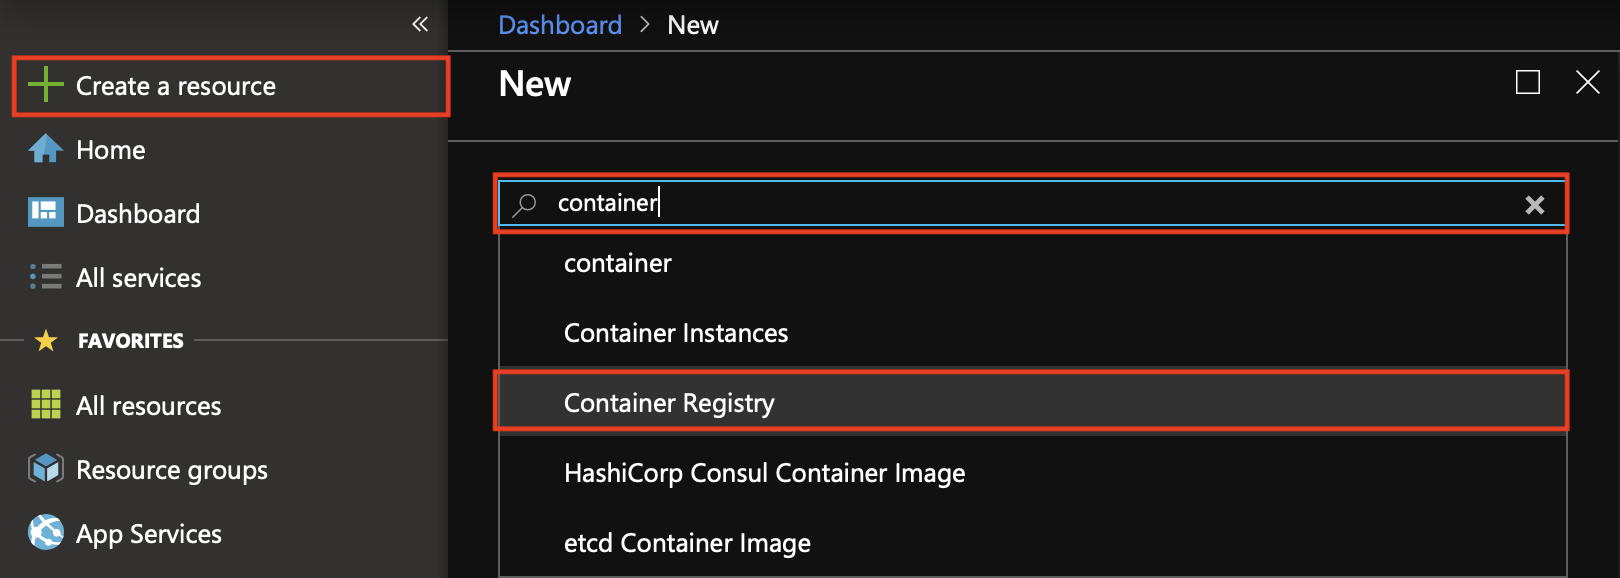 Create a resource
Home
Dashboard
All services
FAVORITES
All resources
Resource groups
App Services
Dashboard > New
New
container
container
Container Instances
Container Registry
HashiCorp Consul Container Image
etcd Container Image